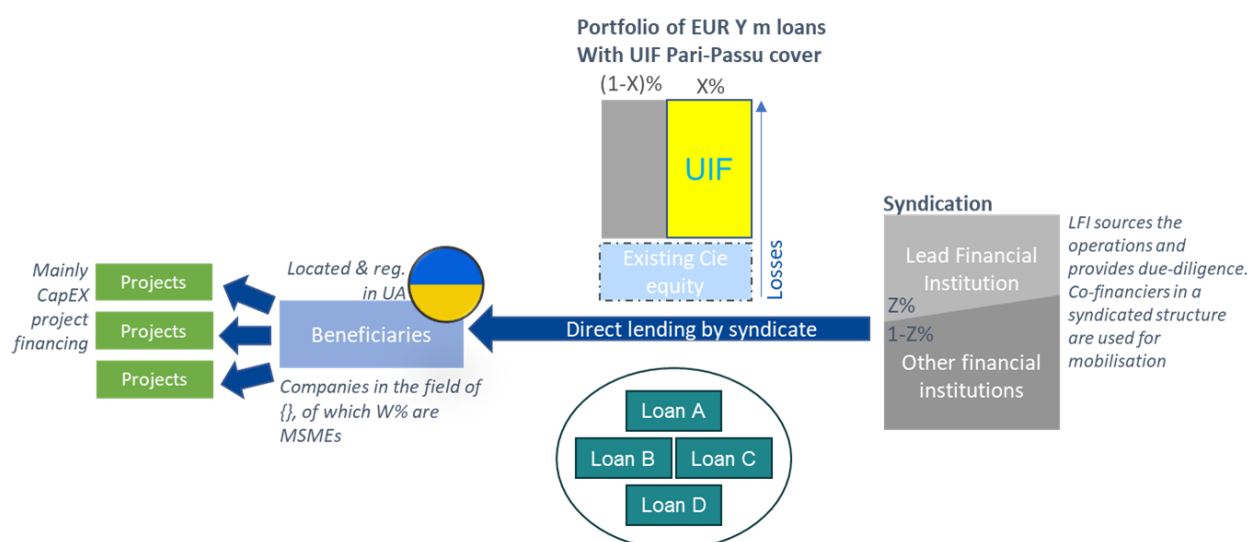 Portfolio of EUR Y m loans
With UIF Pari-Passu cover
(1-X)%
X%
UIF
Existing Cie
equity
Losses
Syndication
Lead Financial
Institution
Z%
1-Z%
Other financial
institutions
LFI sources the
operations and
provides due-diligence.
Co-financiers in a
syndicated structure
are used for
mobilisation
Mainly
CapEX
project
financing
Projects
Projects
Projects
Located & reg.
in UA
Beneficiaries
Companies in the field of
{}, of which W% are
MSMEs
Direct lending by syndicate
Loan A
Loan B
Loan C
Loan D